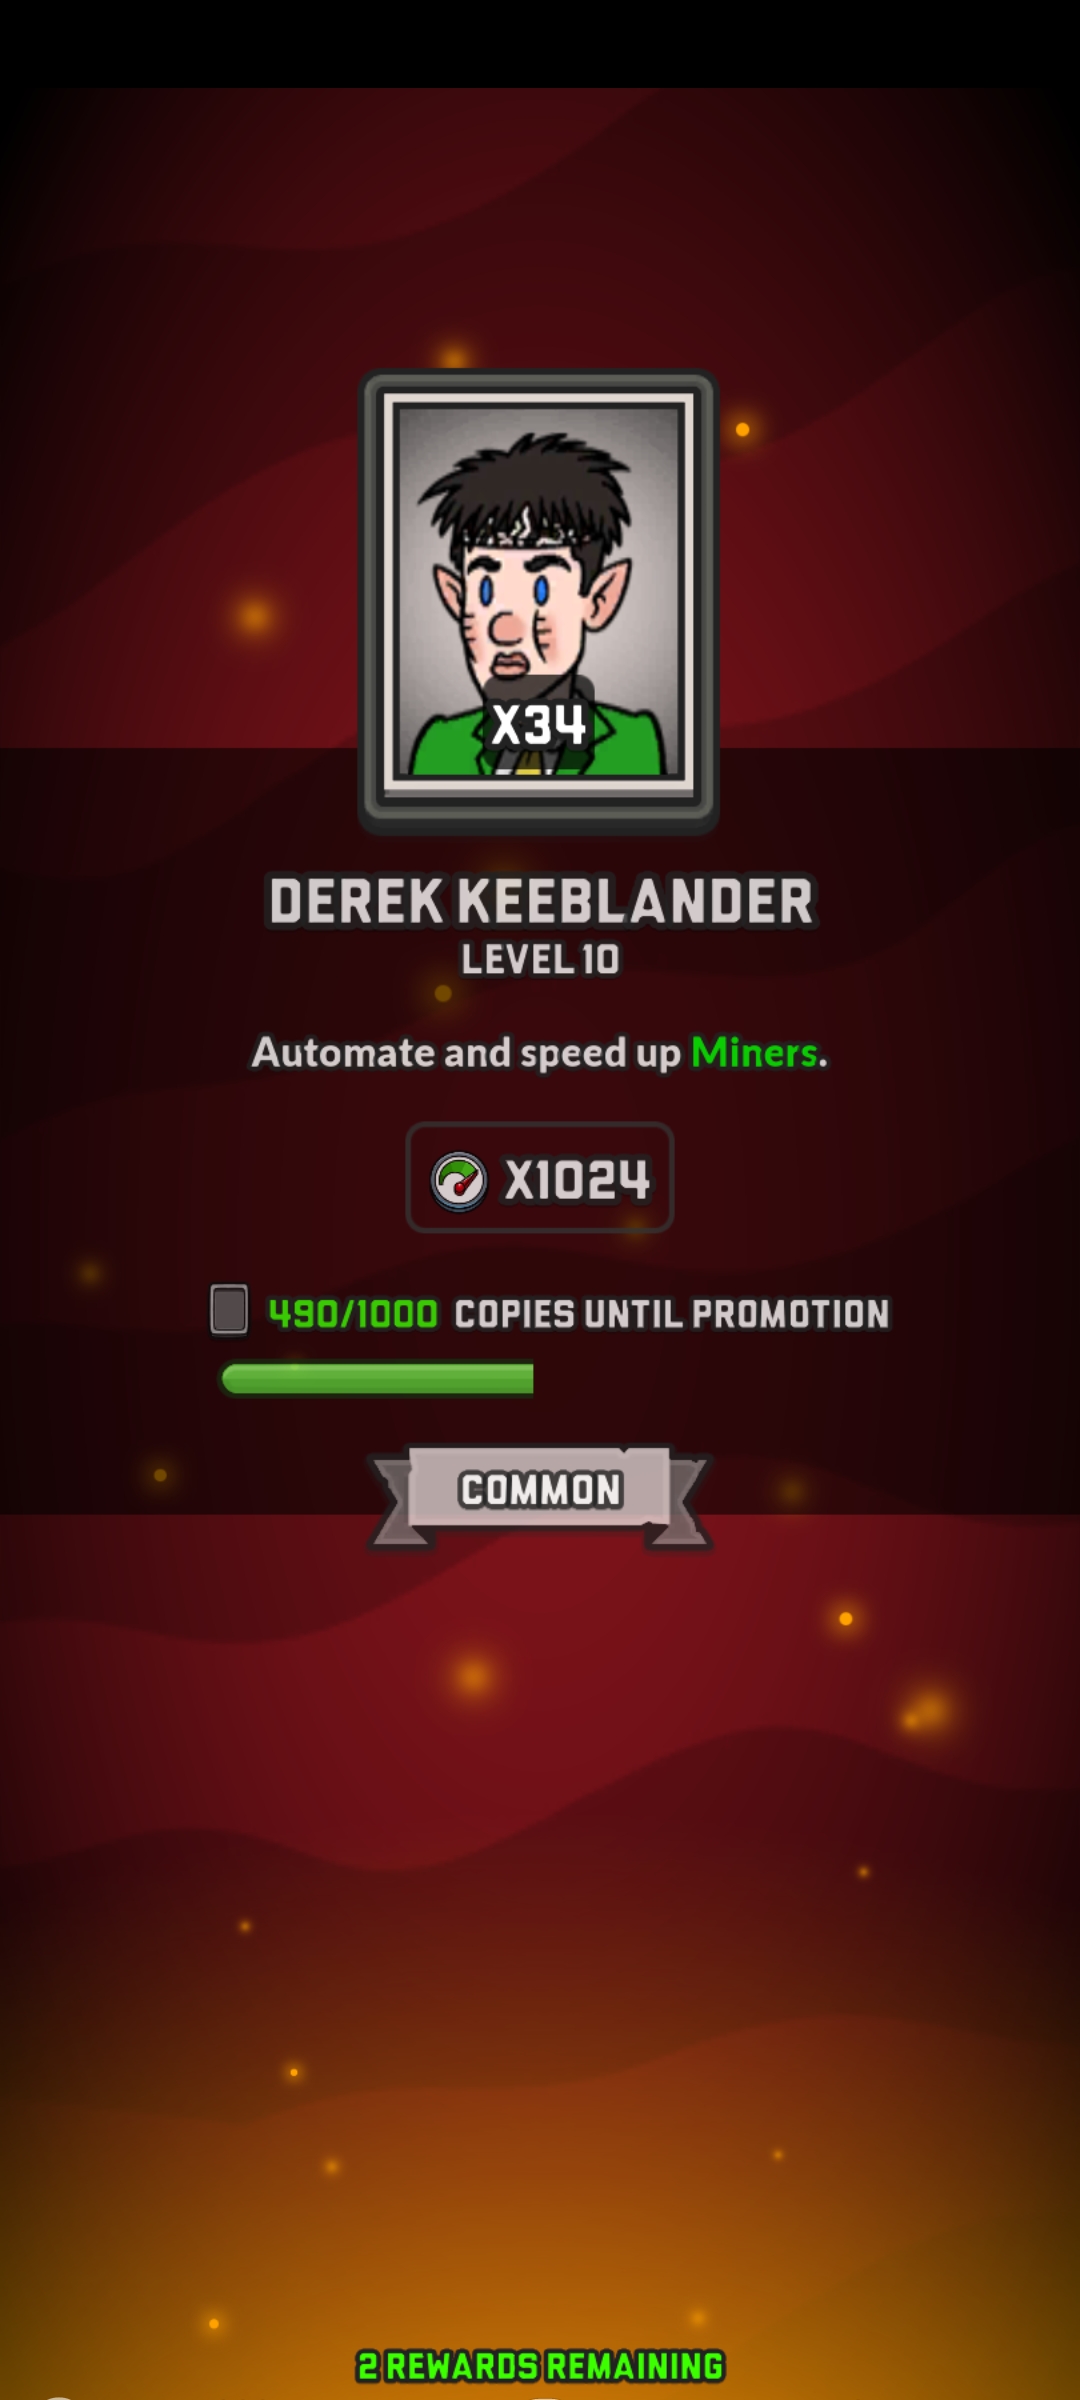 X34
DEREK KEEBLANDER
LEVEL 10
Automate and speed up Miners.
X1024
490/1000 COPIES UNTIL PROMOTION
COMMON
2 REWARDS REMAINING